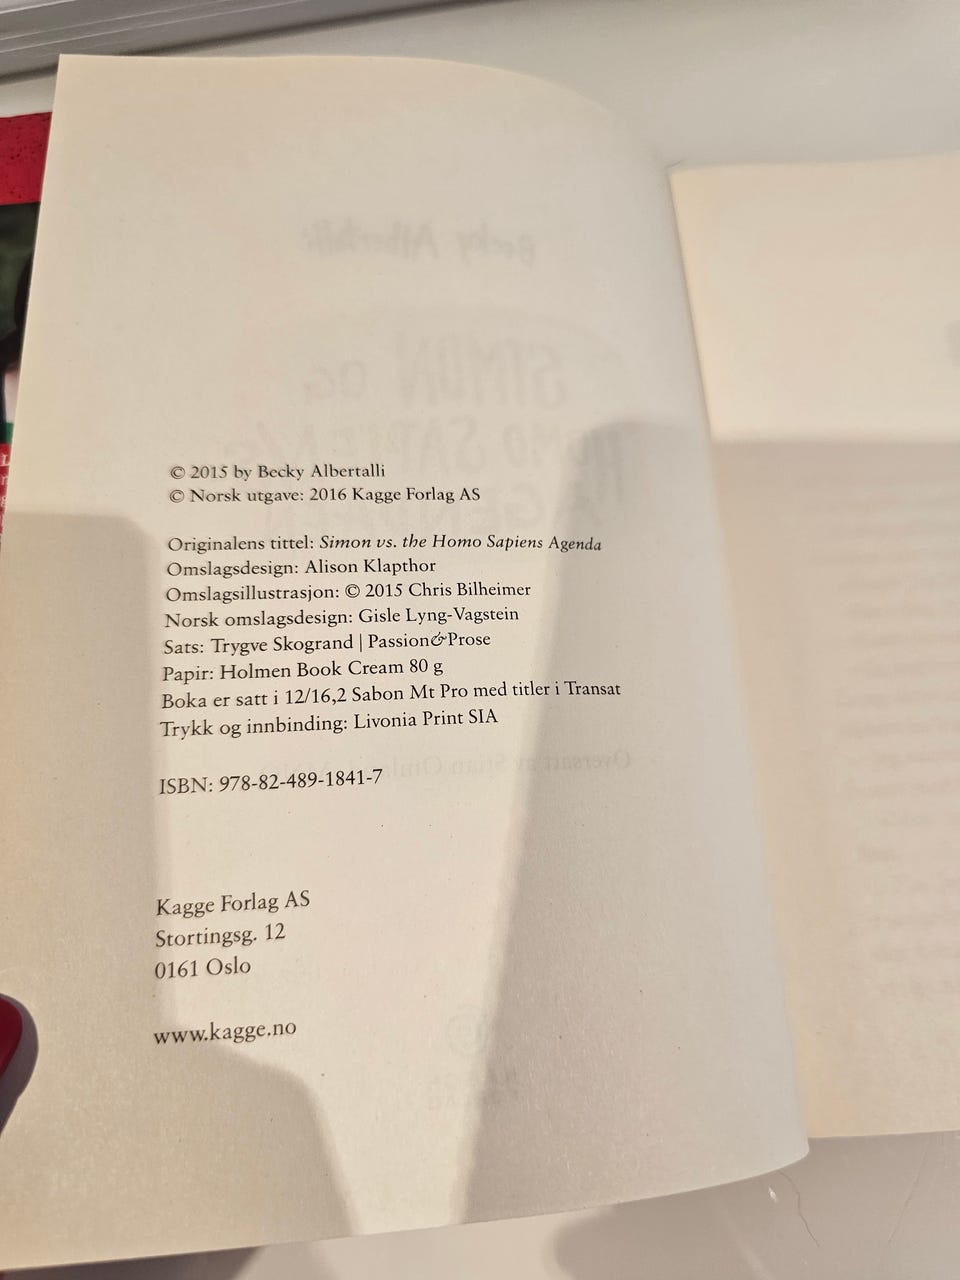 © 2015 by Becky Albertalli
© Norsk utgave: 2016 Kagge Forlag AS
Originalens tittel: Simon vs. the Homo Sapiens Agenda
Omslagsdesign: Alison Klapthor
Omslagsillustrasjon: © 2015 Chris Bilheimer
Norsk omslagsdesign: Gisle Lyng-Vagstein
Sats: Trygve Skogrand | Passion&Prose
Papir: Holmen Book Cream 80 g
Boka er satt i 12/16,2 Sabon Mt Pro med titler i Transat
Trykk og innbinding: Livonia Print SIA
ISBN: 978-82-489-1841-7
Kagge Forlag AS
Stortingsg. 12
0161 Oslo
www.kagge.no